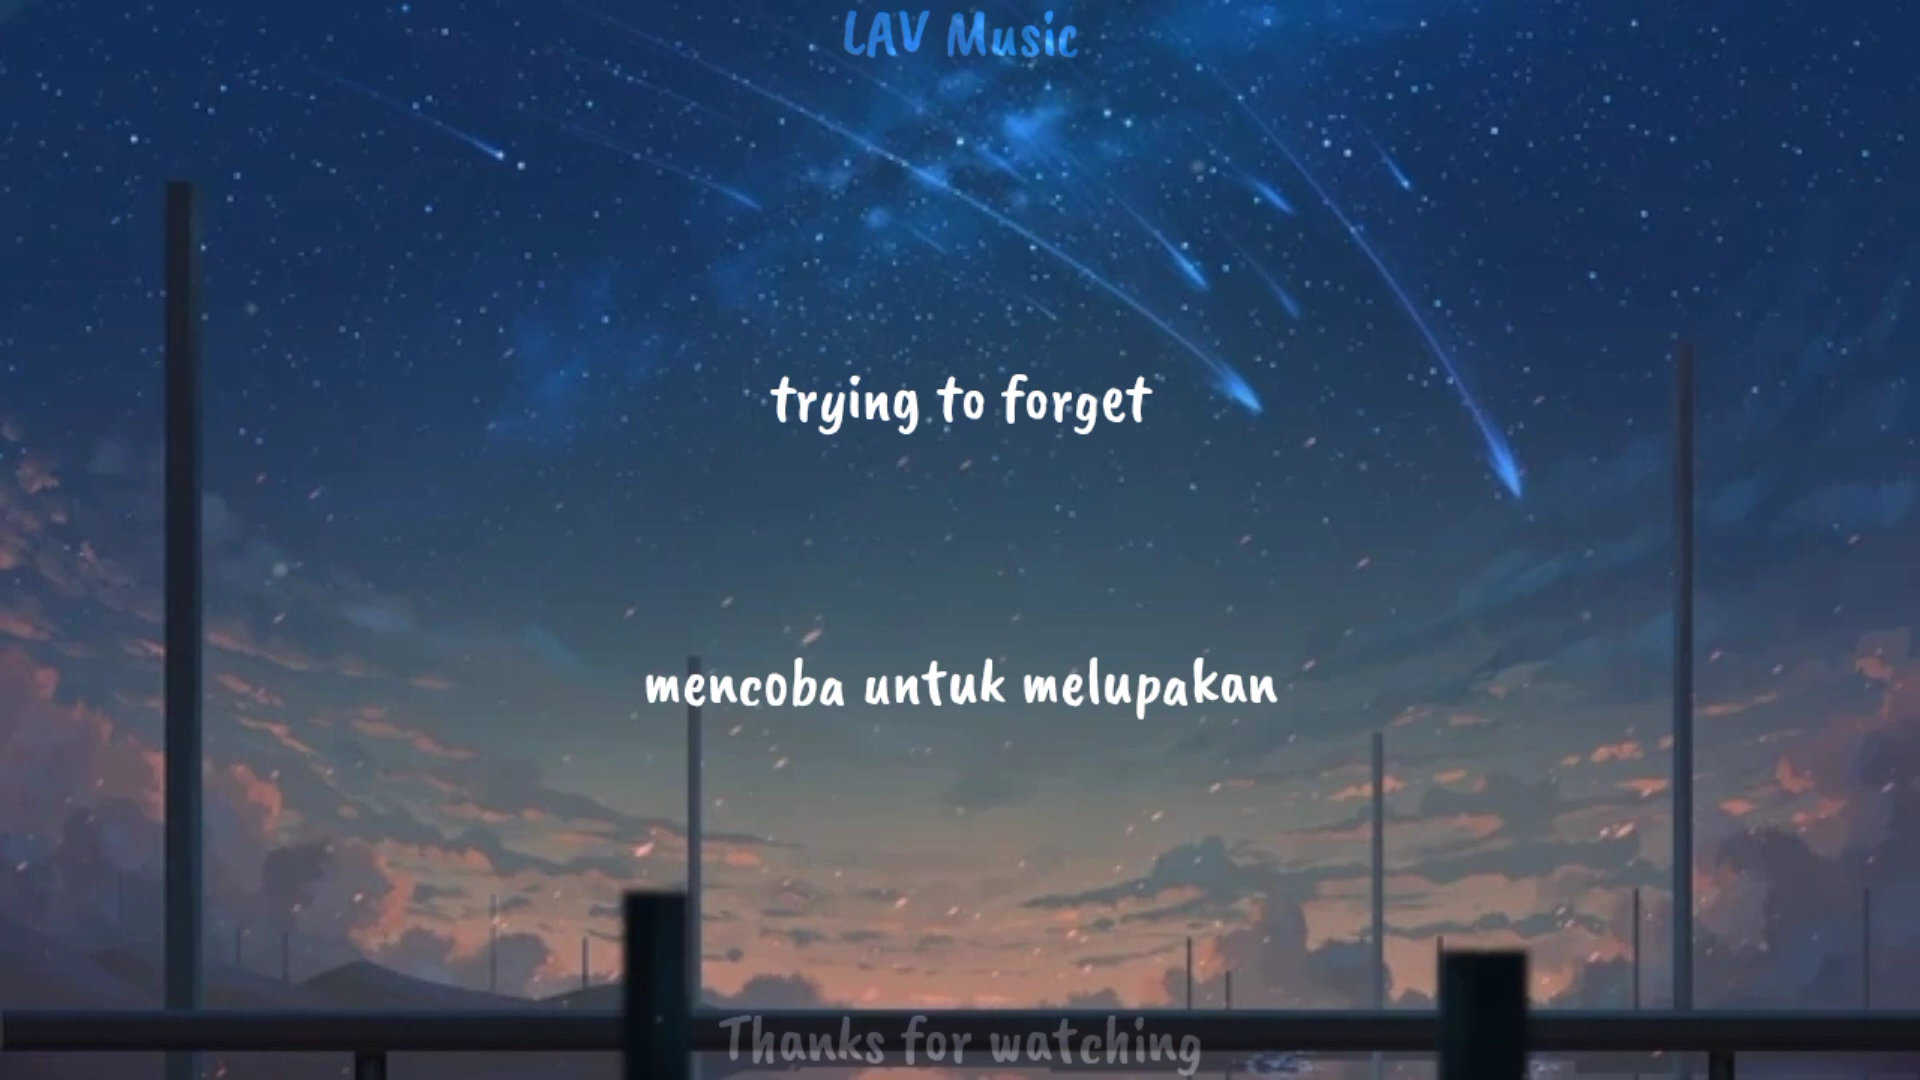 LAV Music
trying to forget
mencoba untuk melupakan
Thanks for watching